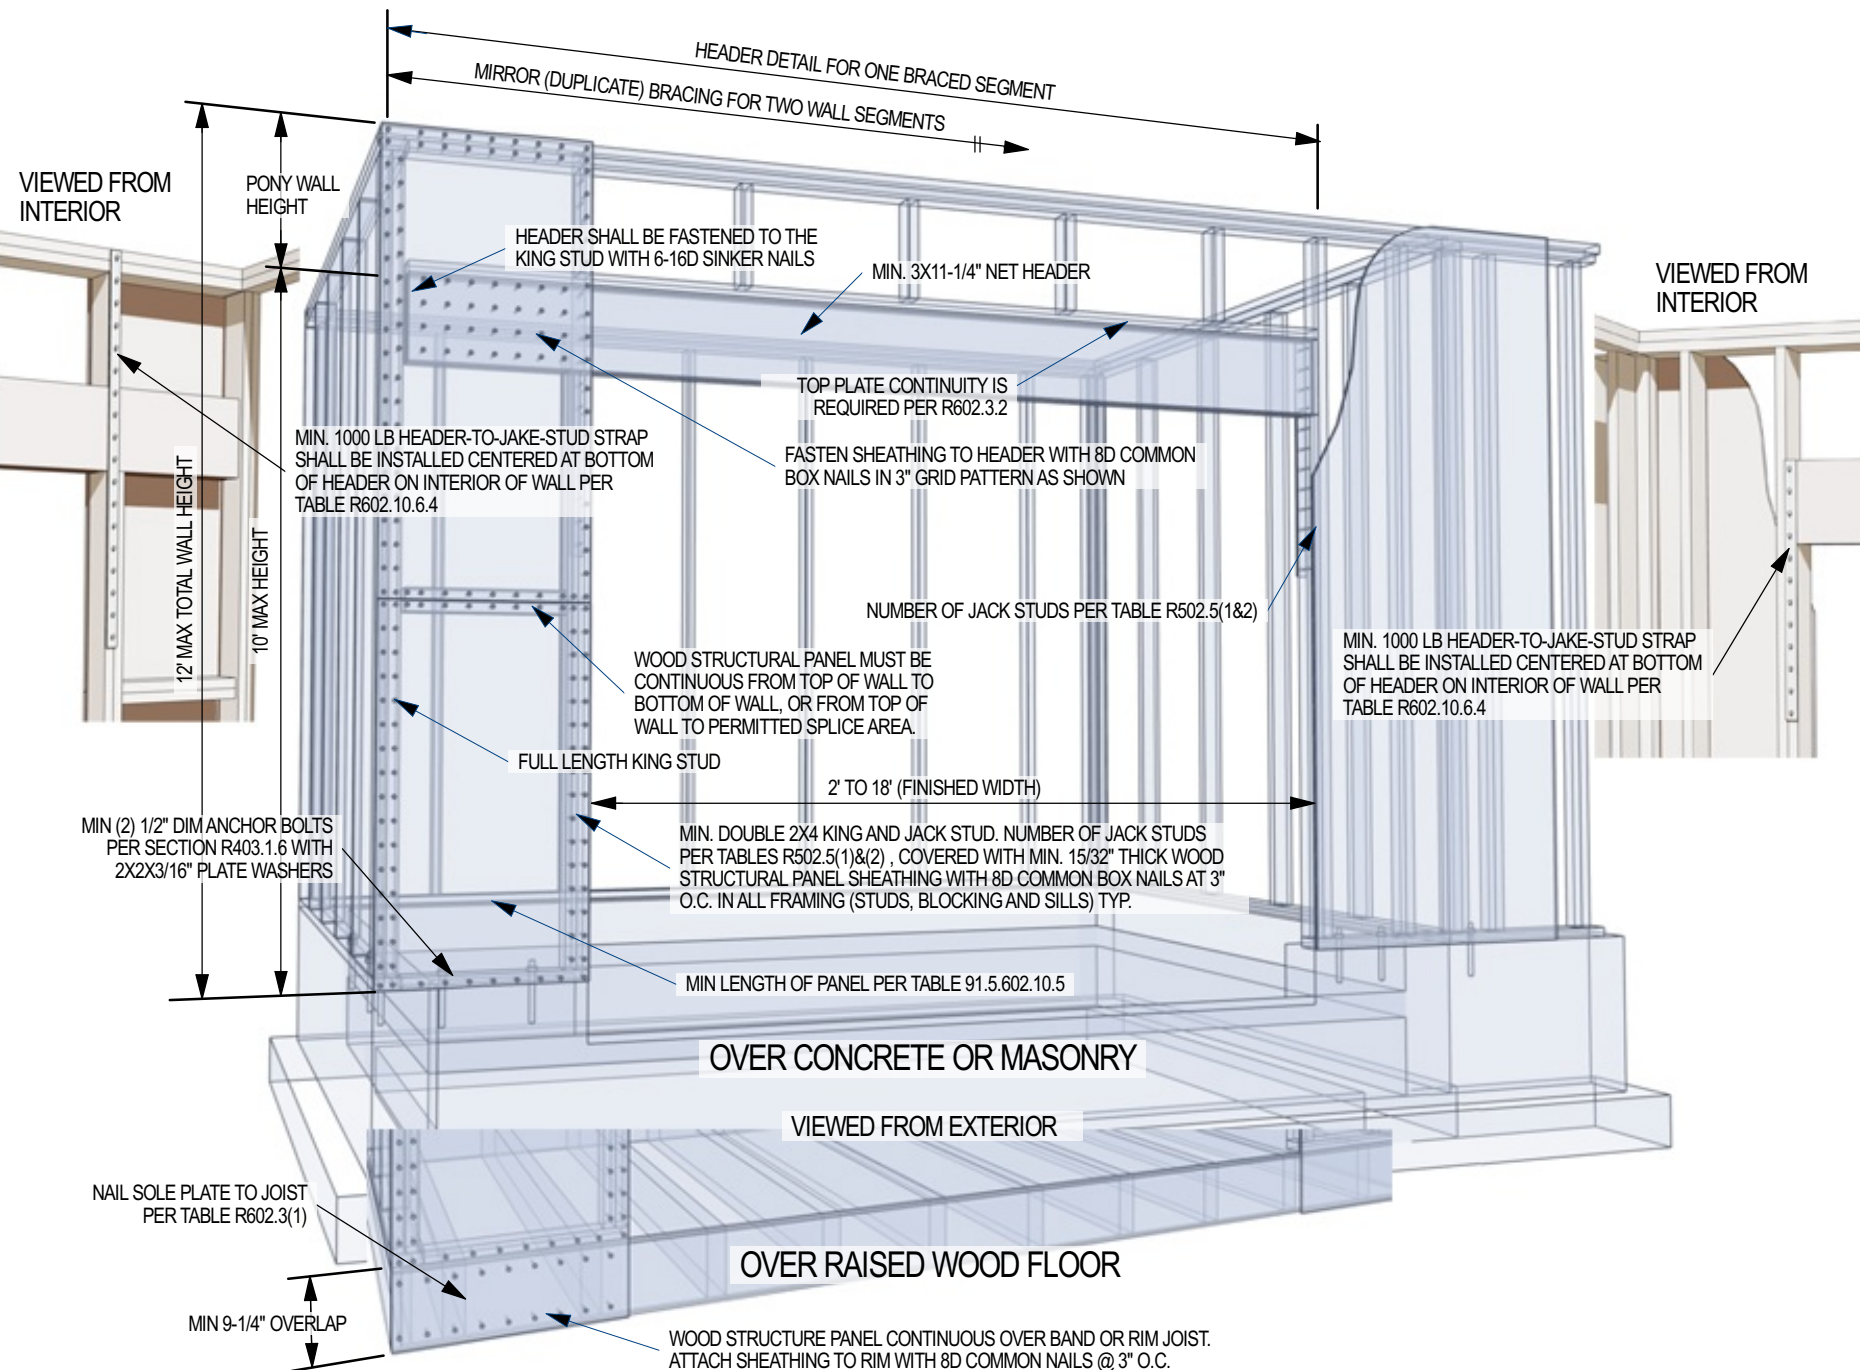 HEADER DETAIL FOR ONE BRACED SEGMENT
MIRROR (DUPLICATE) BRACING FOR TWO WALL SEGMENTS
VIEWED FROM
INTERIOR
PONY WALL
HEIGHT
HEADER SHALL BE FASTENED TO THE
KING STUD WITH 6-16D SINKER NAILS
MIN. 3X11-1/4" NET HEADER
VIEWED FROM
INTERIOR
TOP PLATE CONTINUITY IS
REQUIRED PER R602.3.2
MIN. 1000 LB HEADER-TO-JAKE-STUD STRAP
SHALL BE INSTALLED CENTERED AT BOTTOM
OF HEADER ON INTERIOR OF WALL PER
TABLE R602.10.6.4
FASTEN SHEATHING TO HEADER WITH 8D COMMON
BOX NAILS IN 3" GRID PATTERN AS SHOWN
12' MAX TOTAL WALL HEIGHT
10' MAX HEIGHT
NUMBER OF JACK STUDS PER TABLE R502.5(1&2)
MIN. 1000 LB HEADER-TO-JAKE-STUD STRAP
SHALL BE INSTALLED CENTERED AT BOTTOM
OF HEADER ON INTERIOR OF WALL PER
TABLE R602.10.6.4
WOOD STRUCTURAL PANEL MUST BE
CONTINUOUS FROM TOP OF WALL TO
BOTTOM OF WALL, OR FROM TOP OF
WALL TO PERMITTED SPLICE AREA.
FULL LENGTH KING STUD
2' TO 18' (FINISHED WIDTH)
MIN (2) 1/2" DIM ANCHOR BOLTS
PER SECTION R403.1.6 WITH
2X2X3/16" PLATE WASHERS
MIN. DOUBLE 2X4 KING AND JACK STUD. NUMBER OF JACK STUDS
PER TABLES R502.5(1)&(2) , COVERED WITH MIN. 15/32" THICK WOOD
STRUCTURAL PANEL SHEATHING WITH 8D COMMON BOX NAILS AT 3"
O.C. IN ALL FRAMING (STUDS, BLOCKING AND SILLS) TYP.
MIN LENGTH OF PANEL PER TABLE 91.5.602.10.5
OVER CONCRETE OR MASONRY
VIEWED FROM EXTERIOR
NAIL SOLE PLATE TO JOIST
PER TABLE R602.3(1)
OVER RAISED WOOD FLOOR
MIN 9-1/4" OVERLAP
WOOD STRUCTURE PANEL CONTINUOUS OVER BAND OR RIM JOIST.
ATTACH SHEATHING TO RIM WITH 8D COMMON NAILS @ 3" O.C.